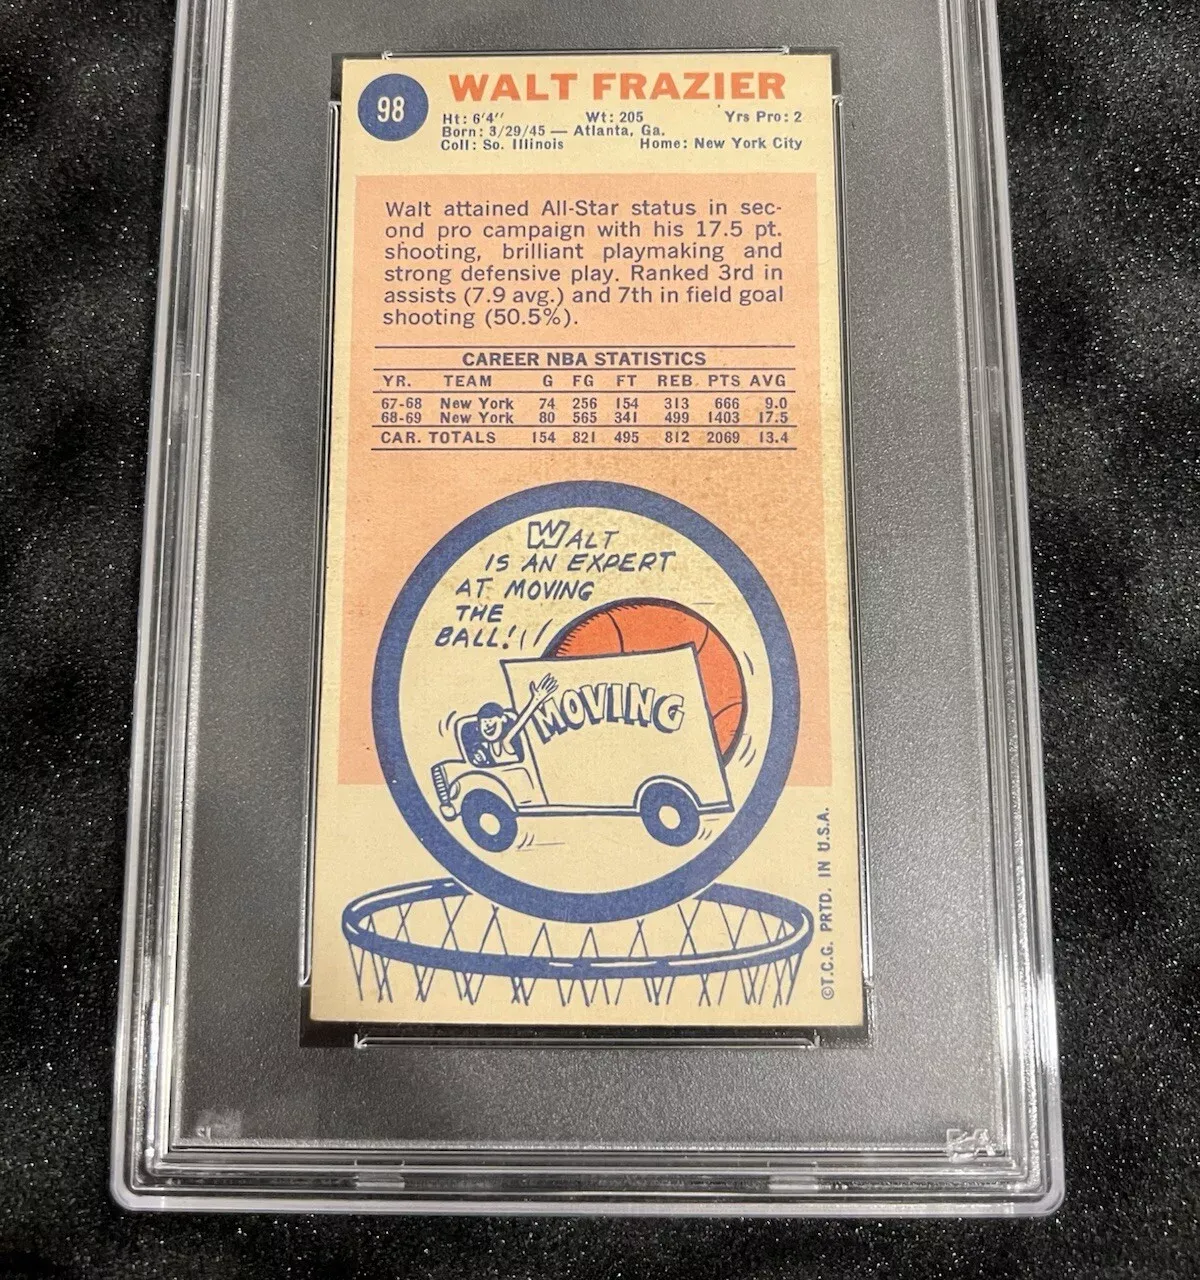 98
WALT FRAZIER
Ht: 6'4" Wt: 205 Yrs Pro: 2
Born: 3/29/45 — Atlanta, Ga.
Coll: So. Illinois Home: New York City
Walt attained All-Star status in sec-
ond pro campaign with his 17.5 pt.
shooting, brilliant playmaking and
strong defensive play. Ranked 3rd in
assists (7.9 avg.) and 7th in field goal
shooting (50.5%).
CAREER NBA STATISTICS
YR. TEAM G FG FT REB. PTS AVG
67-68 New York 74 256 154 313 666 9.0
68-69 New York 80 565 341 499 1403 17.5
CAR. TOTALS 154 821 495 812 2069 13.4
WALT
IS AN EXPERT
AT MOVING
THE
BALL!
MOVING
©T.C.G. PRTD. IN U.S.A.